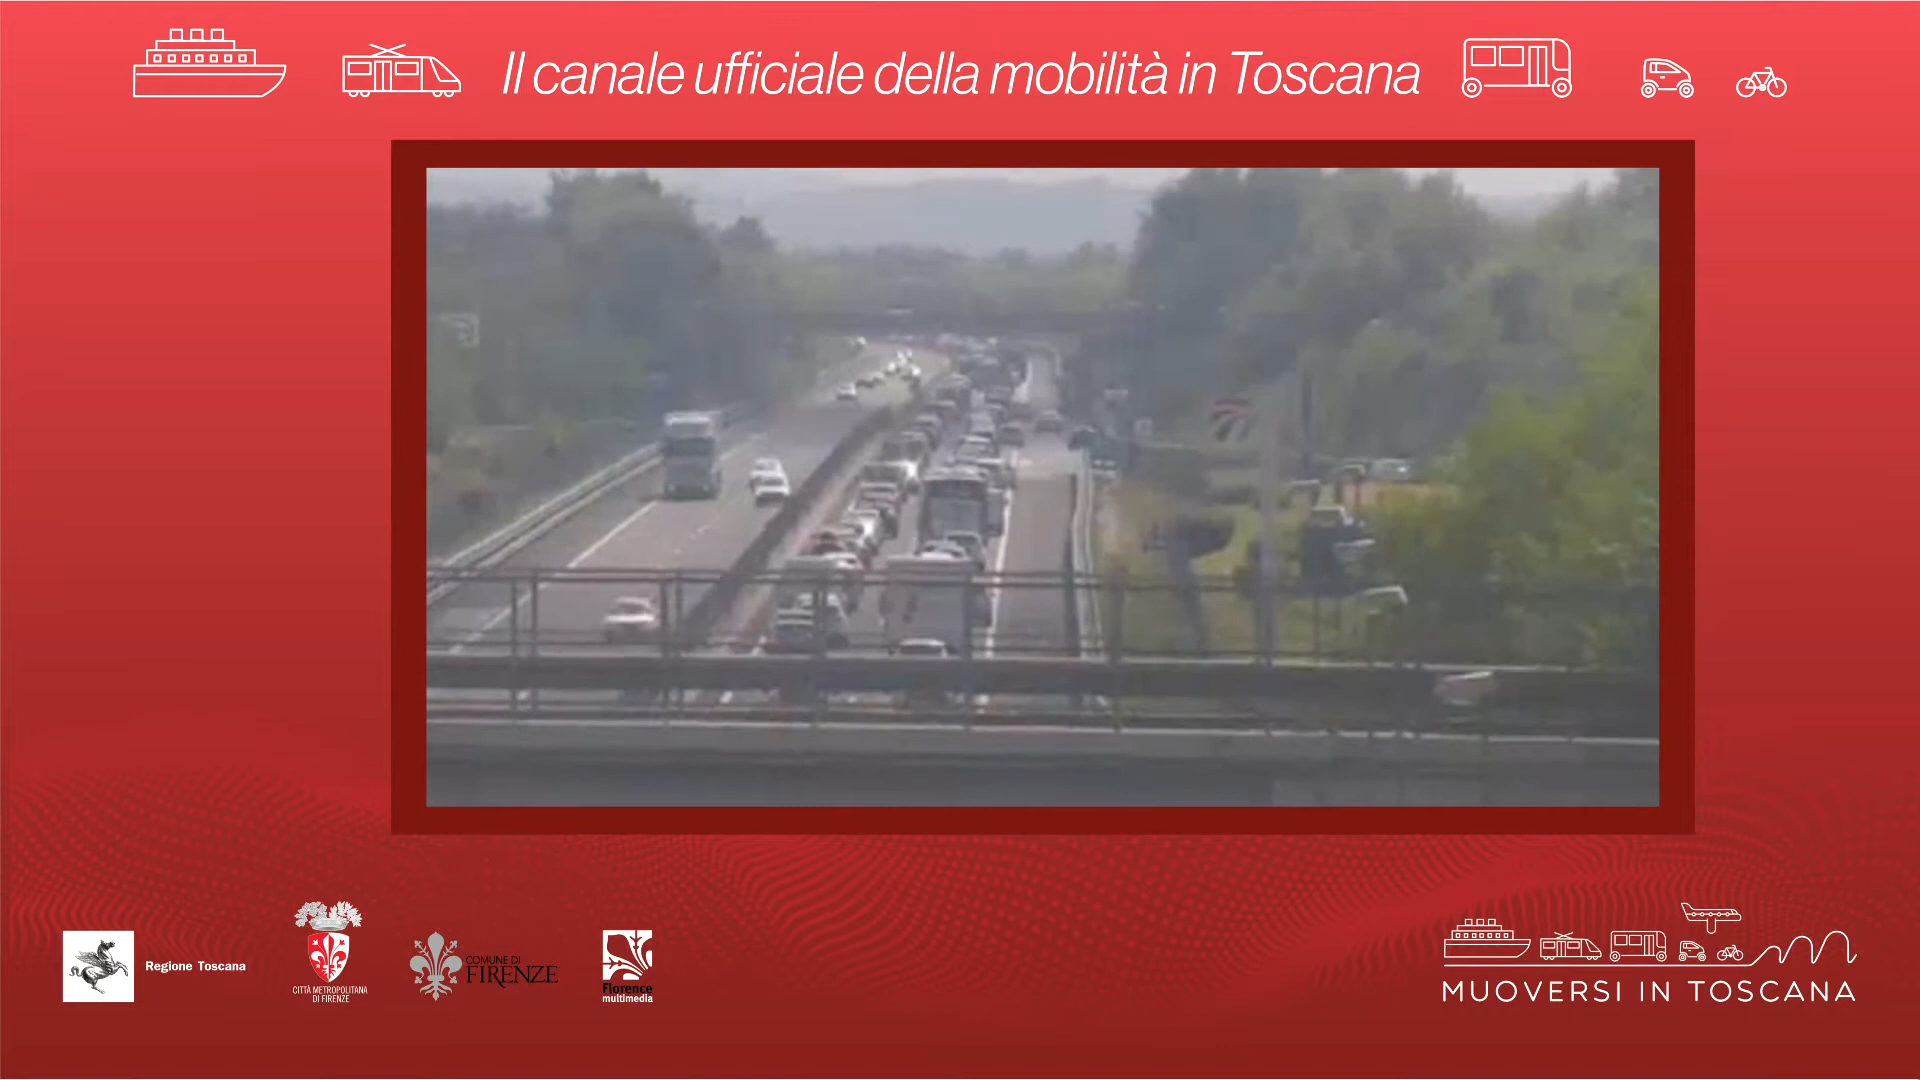 Il canale ufficiale della mobilità in Toscana
Regione Toscana
CITTÀ METROPOLITANA
DI FIRENZE
COMUNE DI
FIRENZE
Florence
multimedia
MUOVERSI IN TOSCANA